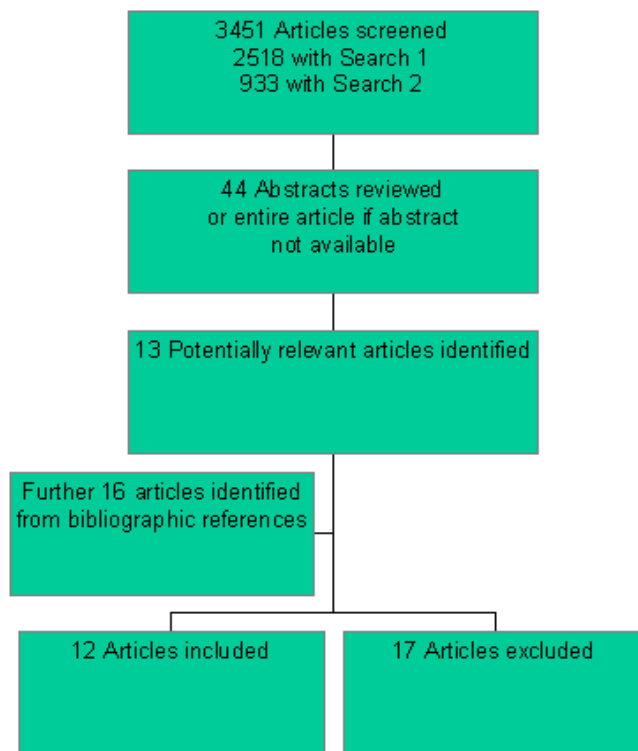 3451 Articles screened
2518 with Search 1
933 with Search 2
44 Abstracts reviewed
or entire article if abstract
not available
13 Potentially relevant articles identified
Further 16 articles identified
from bibliographic references
12 Articles included
17 Articles excluded